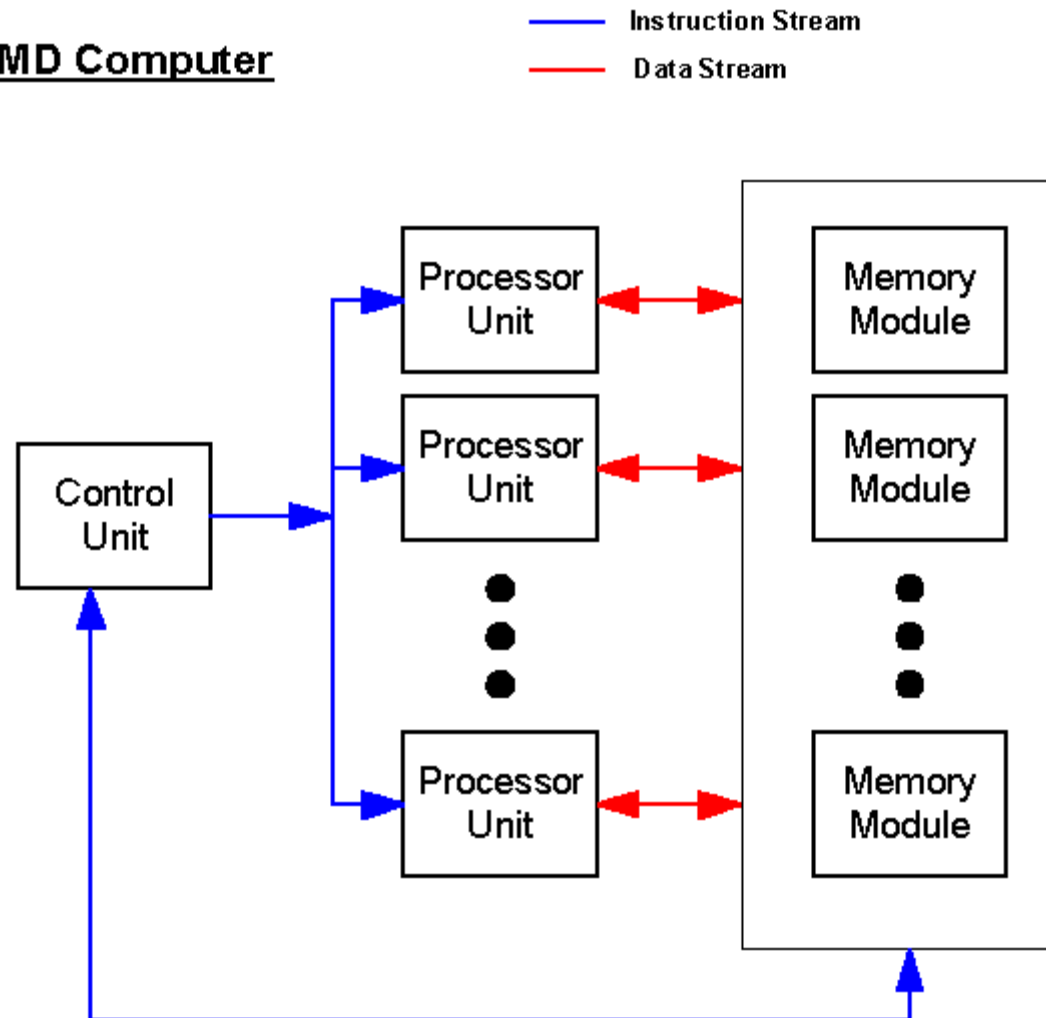 Instruction Stream
MD Computer
Data Stream
Processor
Unit
Memory
Module
Processor
Unit
Memory
Module
Control
Unit
Processor
Unit
Memory
Module